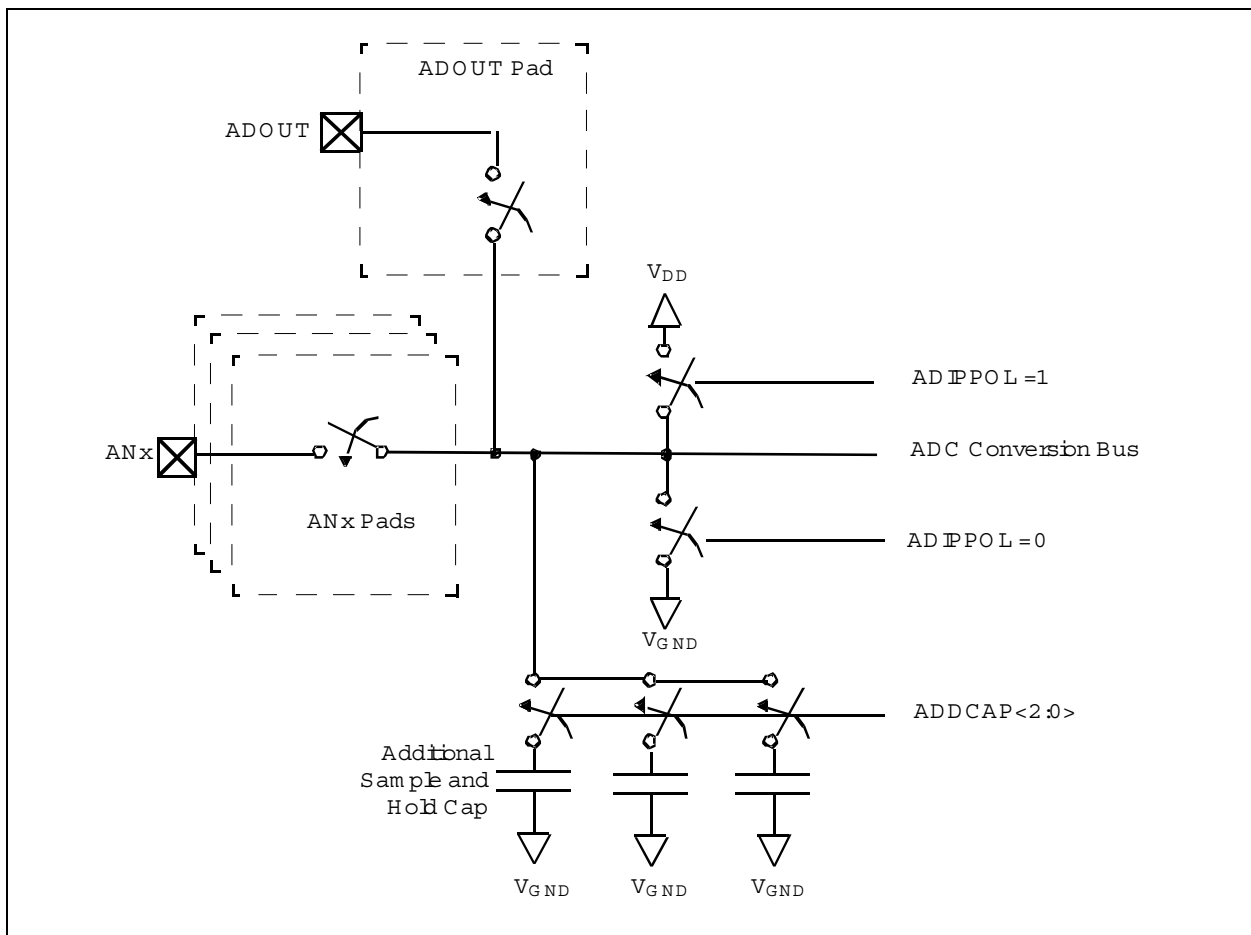 ADOUT Pad
ADOUT
VDD
ADIPPOL = 1
ANx
ADC Conversion Bus
ANx Pads
ADIPPOL = 0
VGND
ADDCAP<2:0>
Additional
Sample and
Hold Cap
VGND
VGND
VGND